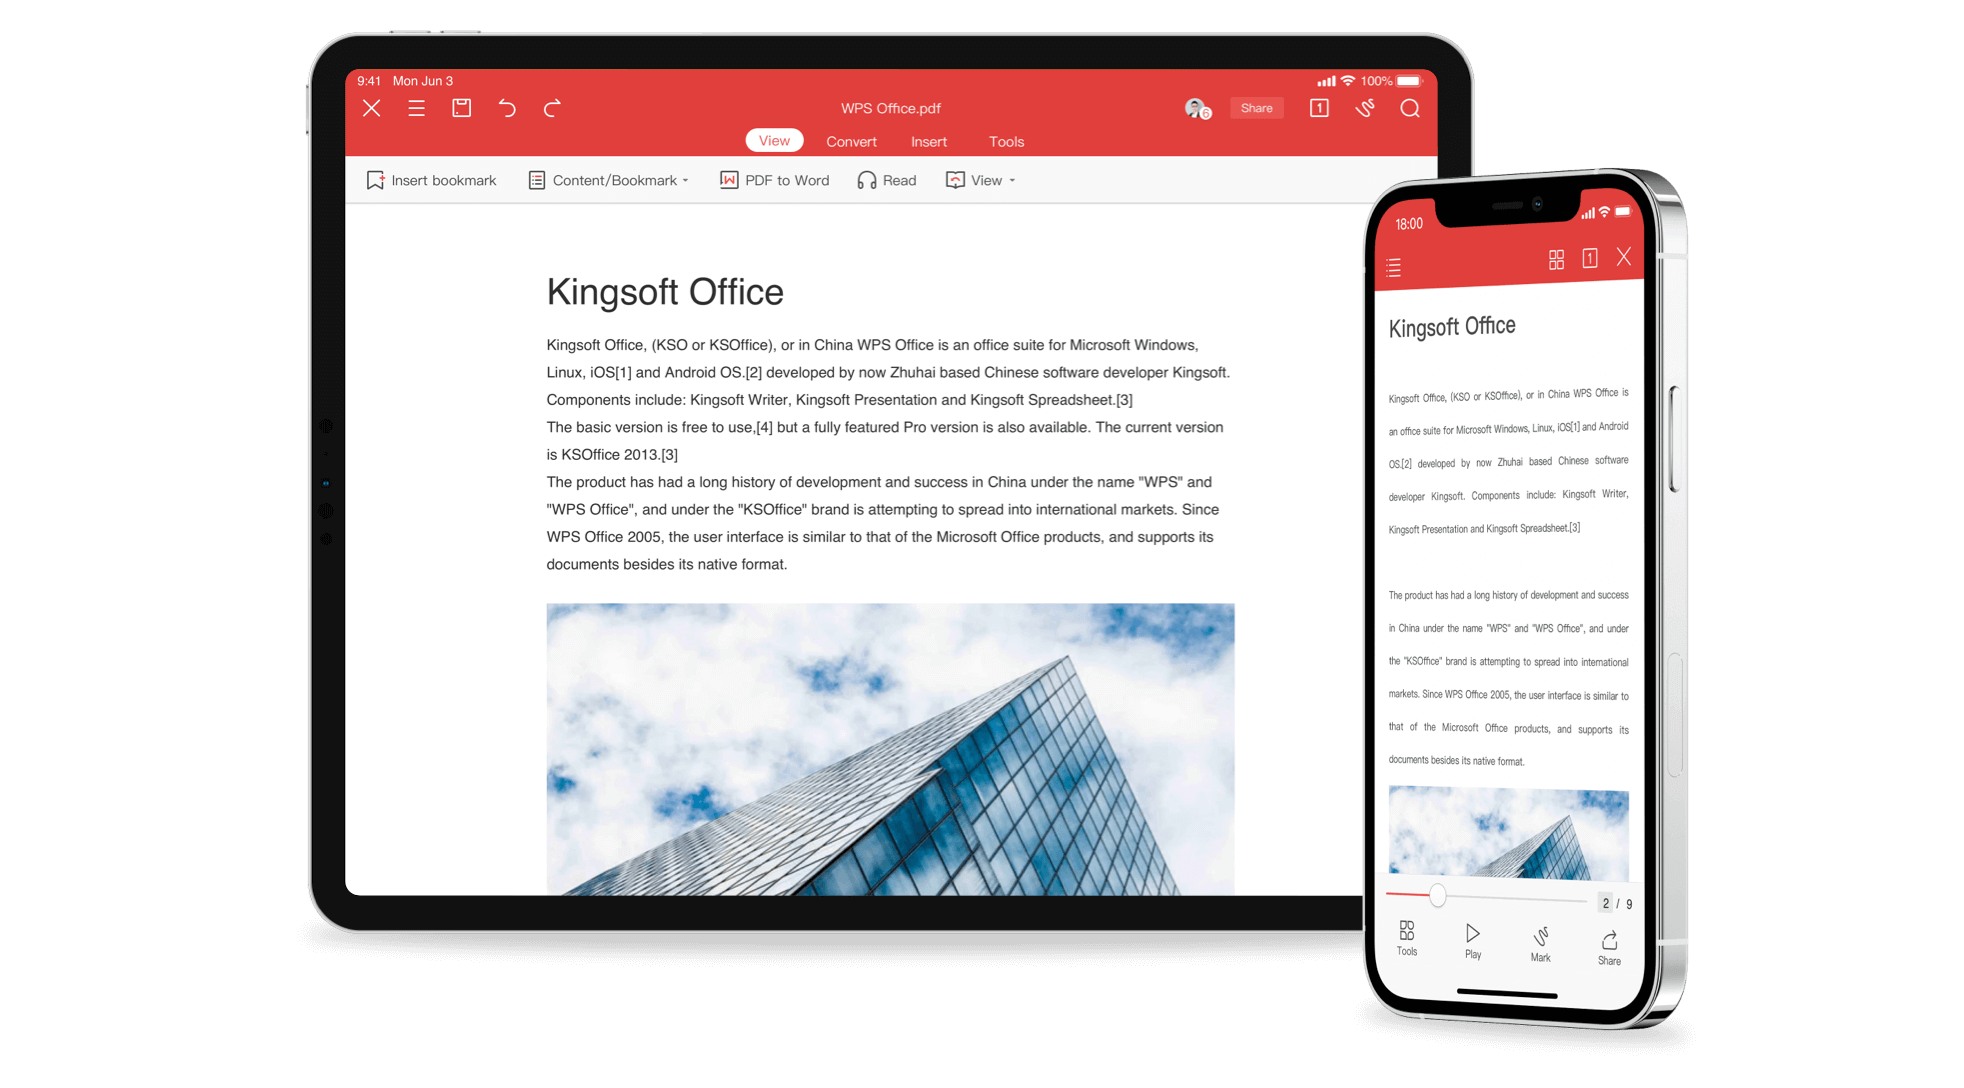 9:41 Mon Jun 3 100%
WPS Office.pdf 6 Share 1
View Convert Insert Tools
Insert bookmark Content/Bookmark PDF to Word Read View
Kingsoft Office
Kingsoft Office, (KSO or KSOffice), or in China WPS Office is an office suite for Microsoft Windows,
Linux, iOS[1] and Android OS.[2] developed by now Zhuhai based Chinese software developer Kingsoft.
Components include: Kingsoft Writer, Kingsoft Presentation and Kingsoft Spreadsheet.[3]
The basic version is free to use,[4] but a fully featured Pro version is also available. The current version
is KSOffice 2013.[3]
The product has had a long history of development and success in China under the name "WPS" and
"WPS Office", and under the "KSOffice" brand is attempting to spread into international markets. Since
WPS Office 2005, the user interface is similar to that of the Microsoft Office products, and supports its
documents besides its native format.
18:00
1
Kingsoft Office
Kingsoft Office, (KSO or KSOffice), or in China WPS Office is
an office suite for Microsoft Windows, Linux, iOS[1] and Android
OS.[2] developed by now Zhuhai based Chinese software
developer Kingsoft. Components include: Kingsoft Writer,
Kingsoft Presentation and Kingsoft Spreadsheet.[3]
The product has had a long history of development and success
in China under the name "WPS" and "WPS Office", and under
the "KSOffice" brand is attempting to spread into international
markets. Since WPS Office 2005, the user interface is similar to
that of the Microsoft Office products, and supports its
documents besides its native format.
2 / 9
Tools Play Mark Share